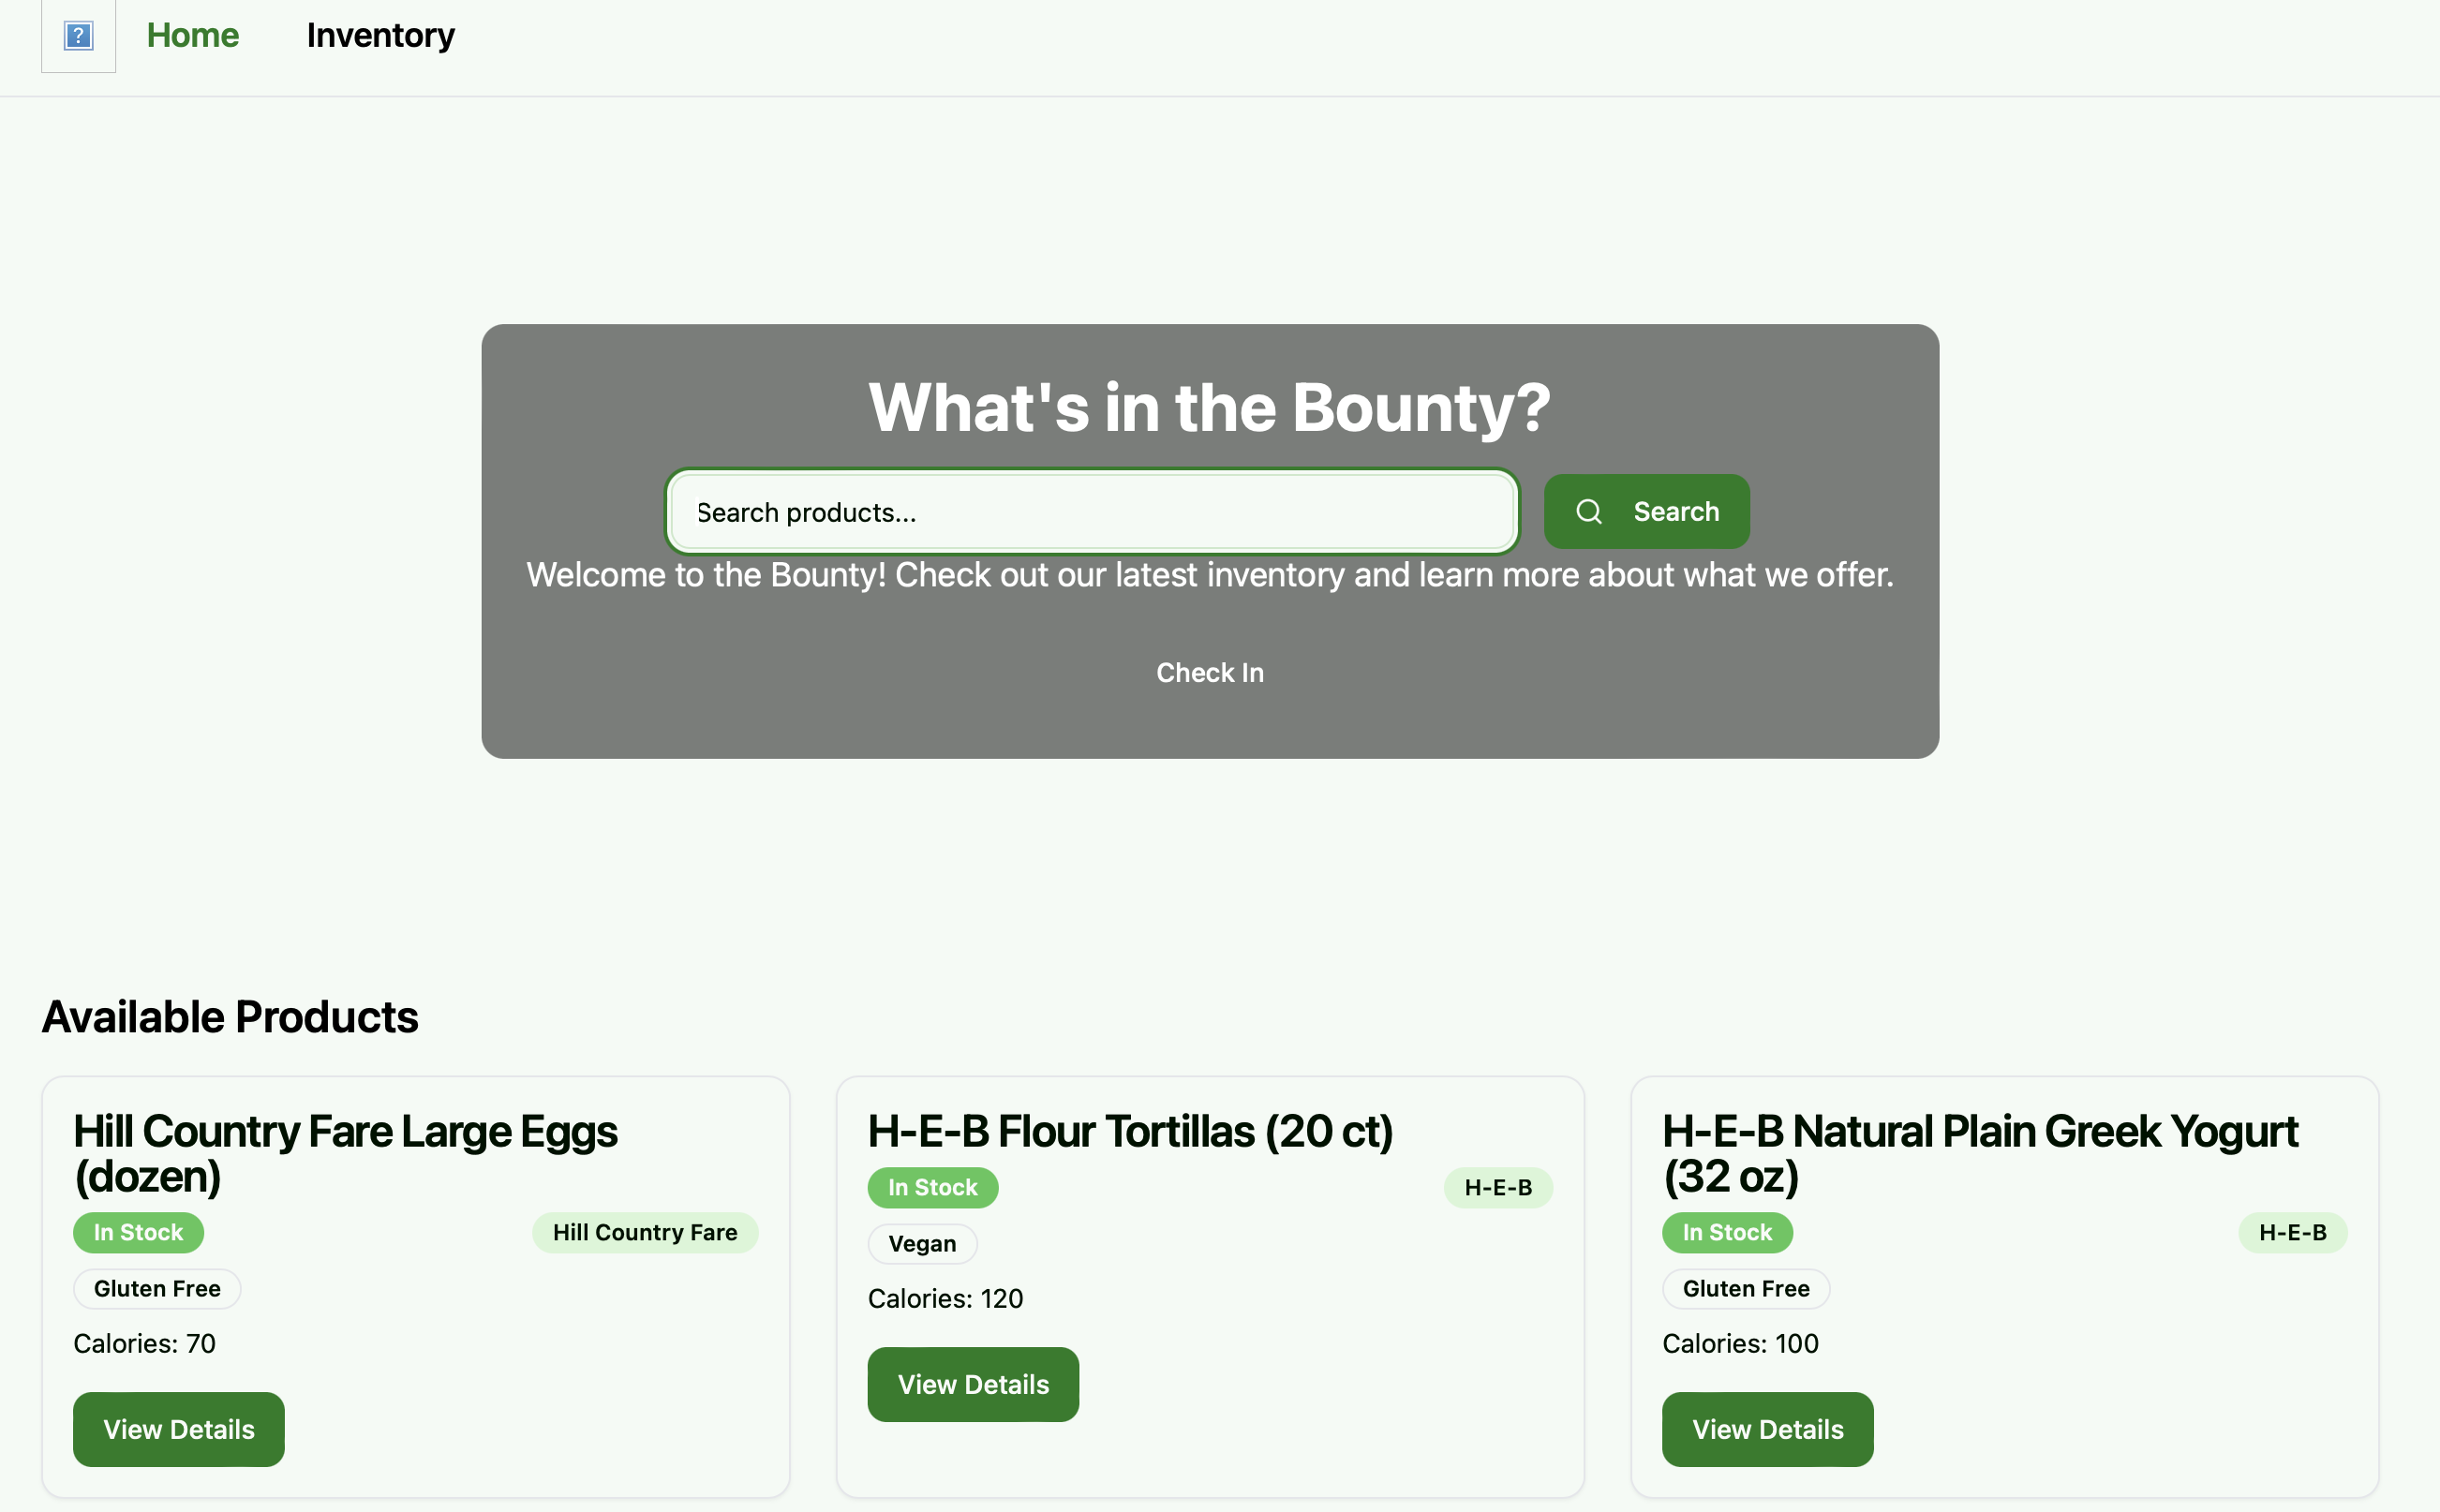 Home Inventory
What's in the Bounty?
Search products...
Search
Welcome to the Bounty! Check out our latest inventory and learn more about what we offer.
Check In
Available Products
Hill Country Fare Large Eggs
(dozen)
In Stock
Hill Country Fare
Gluten Free
Calories: 70
View Details
H-E-B Flour Tortillas (20 ct)
In Stock
H-E-B
Vegan
Calories: 120
View Details
H-E-B Natural Plain Greek Yogurt
(32 oz)
In Stock
H-E-B
Gluten Free
Calories: 100
View Details